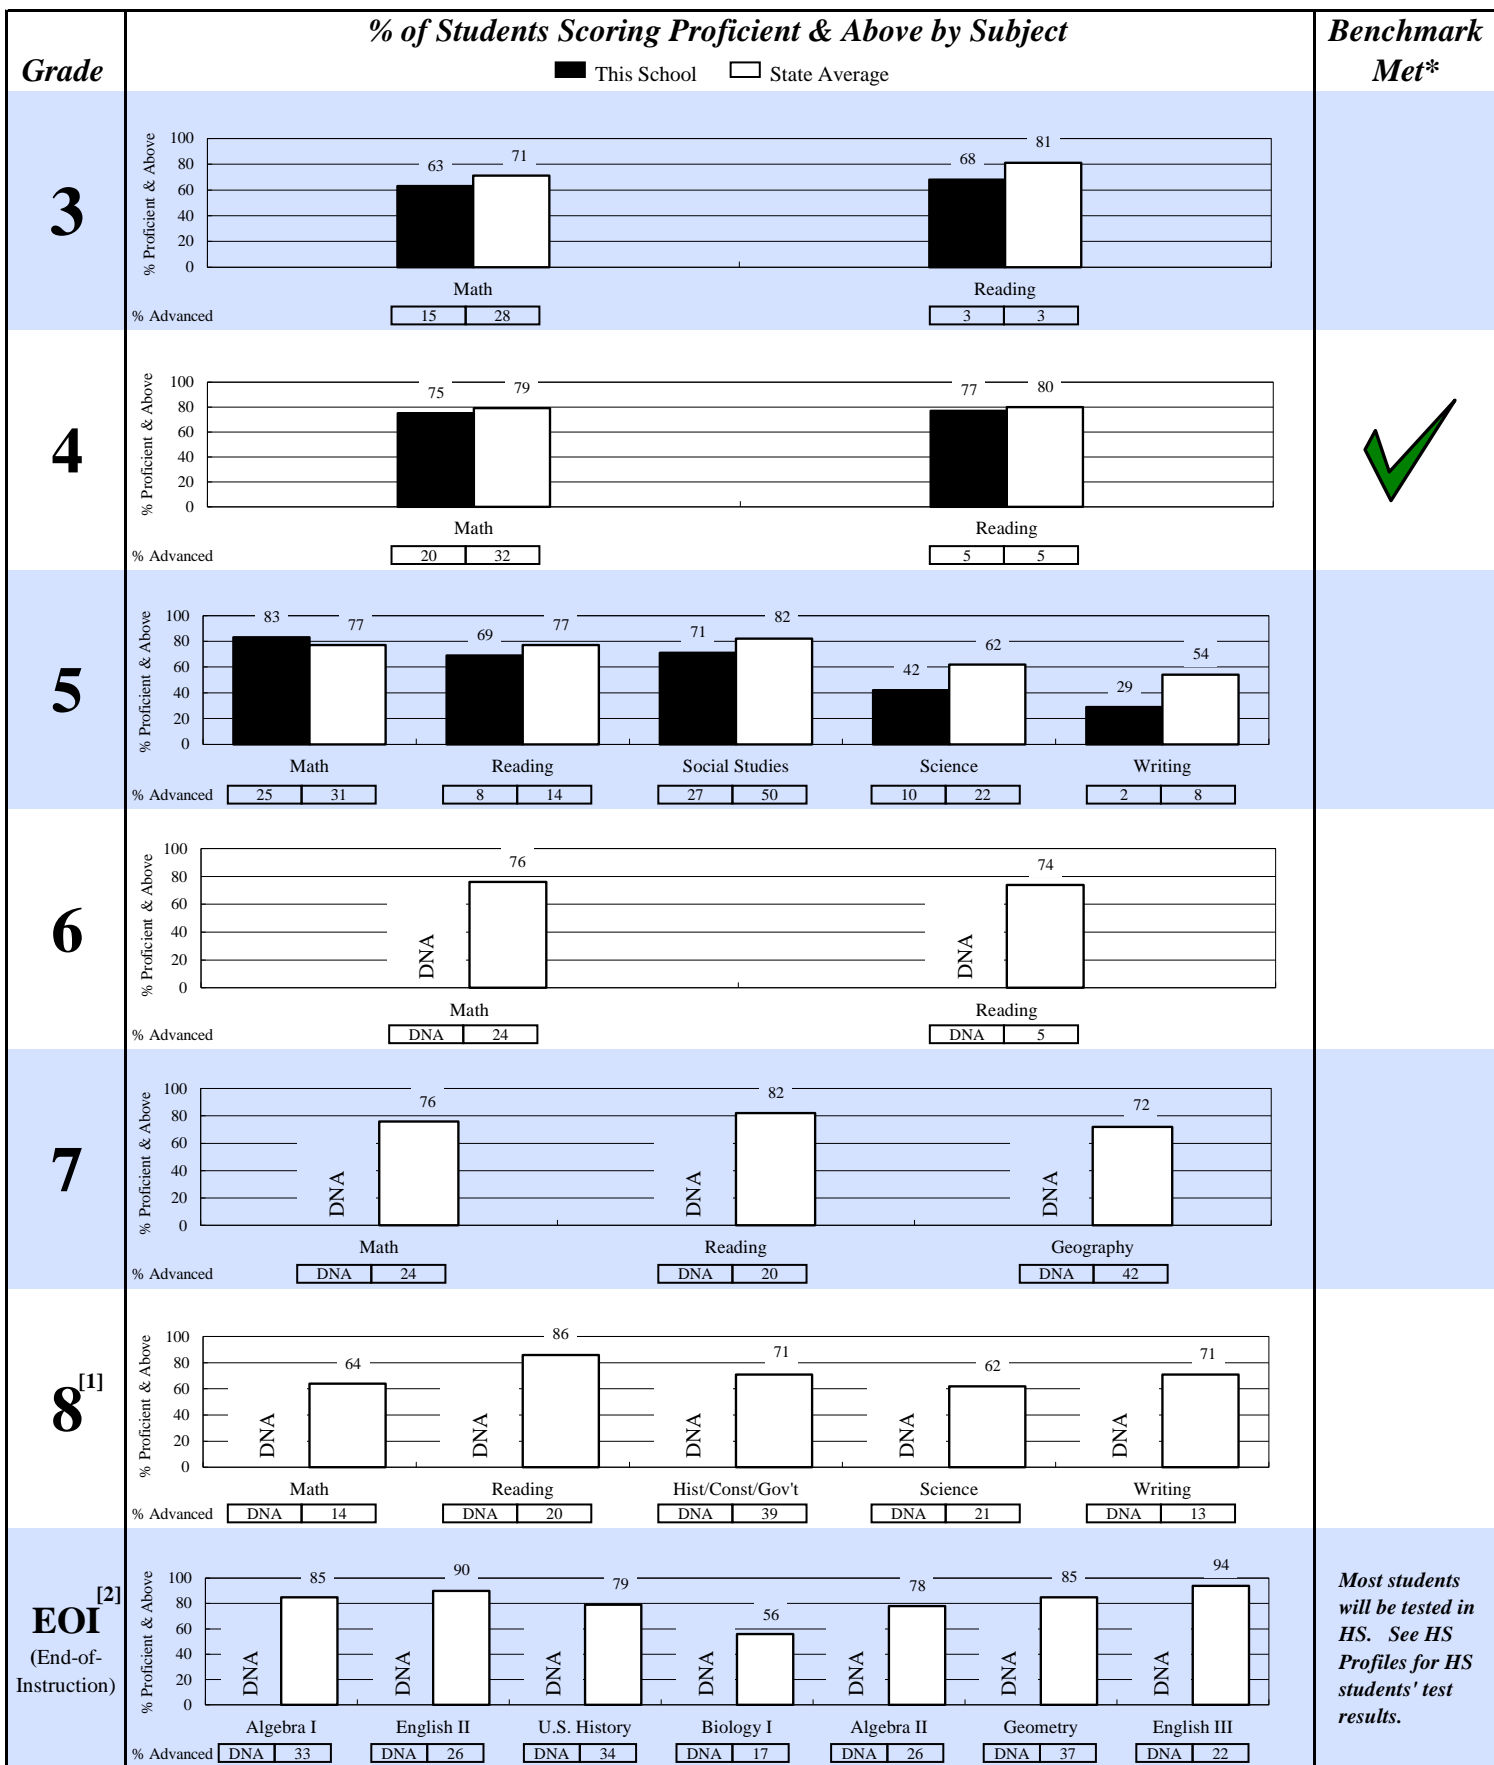 % of Students Scoring Proficient & Above by Subject
Benchmark
Met*
Grade
This School State Average
3
% Proficient & Above
100
80
60
40
20
0
63 71
68 81
Math Reading
% Advanced 15 28 3 3
4
% Proficient & Above
100
80
60
40
20
0
75 79
77 80
Math Reading
% Advanced 20 32 5 5
5
% Proficient & Above
100
80
60
40
20
0
83 77
69 77
71 82
42 62
29 54
Math Reading Social Studies Science Writing
% Advanced 25 31 8 14 27 50 10 22 2 8
6
% Proficient & Above
100
80
60
40
20
0
DNA 76
DNA 74
Math Reading
% Advanced DNA 24 DNA 5
7
% Proficient & Above
100
80
60
40
20
0
DNA 76
DNA 82
DNA 72
Math Reading Geography
% Advanced DNA 24 DNA 20 DNA 42
8[1]
% Proficient & Above
100
80
60
40
20
0
DNA 64
DNA 86
DNA 71
DNA 62
DNA 71
Math Reading Hist/Const/Gov't Science Writing
% Advanced DNA 14 DNA 20 DNA 39 DNA 21 DNA 13
EOI[2]
(End-of-
Instruction)
% Proficient & Above
100
80
60
40
20
0
DNA 85
DNA 90
DNA 79
DNA 56
DNA 78
DNA 85
DNA 94
Algebra I English II U.S. History Biology I Algebra II Geometry English III
% Advanced DNA 33 DNA 26 DNA 34 DNA 17 DNA 26 DNA 37 DNA 22
Most students
will be tested in
HS. See HS
Profiles for HS
students' test
results.